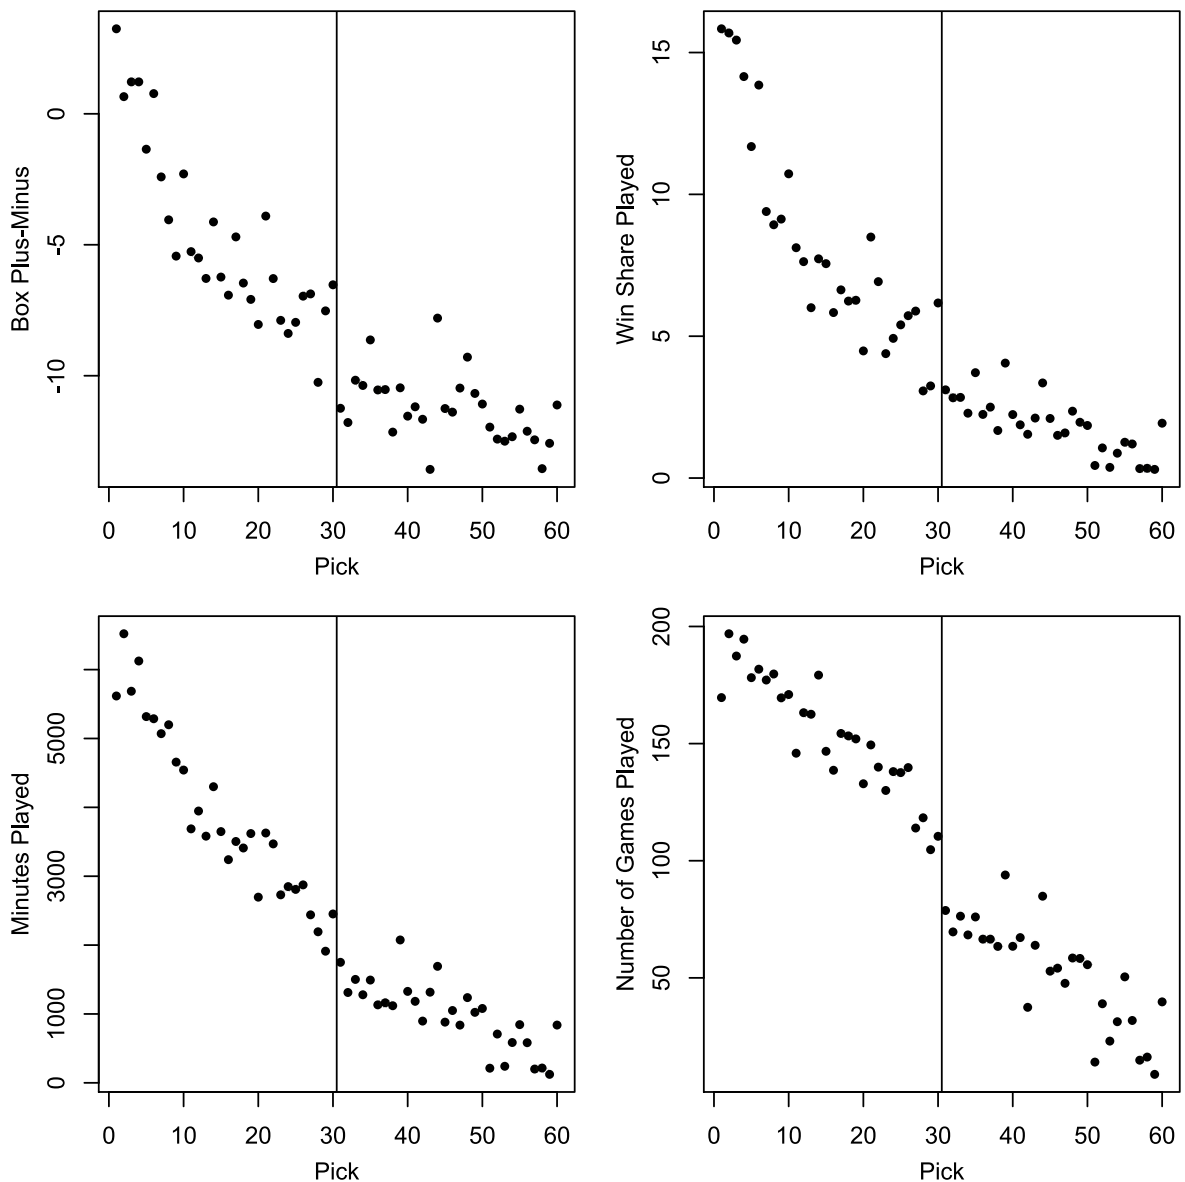 Box Plus-Minus
0
-5
-10
0 10 20 30 40 50 60
Pick
Win Share Played
15
10
5
0
0 10 20 30 40 50 60
Pick
Minutes Played
5000
3000
1000
0
0 10 20 30 40 50 60
Pick
Number of Games Played
200
150
100
50
0 10 20 30 40 50 60
Pick